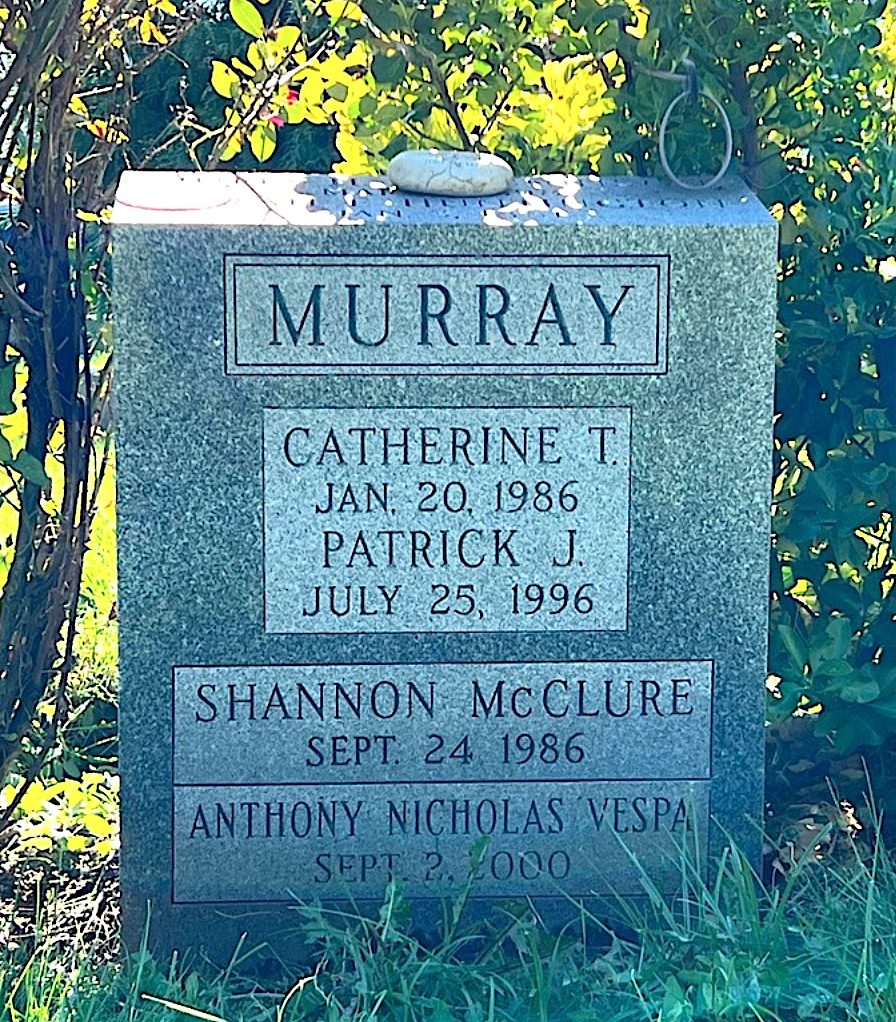 MURRAY
CATHERINE T.
JAN. 20, 1986
PATRICK J.
JULY 25, 1996
SHANNON McCLURE
SEPT. 24 1986
ANTHONY NICHOLAS VESPA
SEPT. 2, 2000